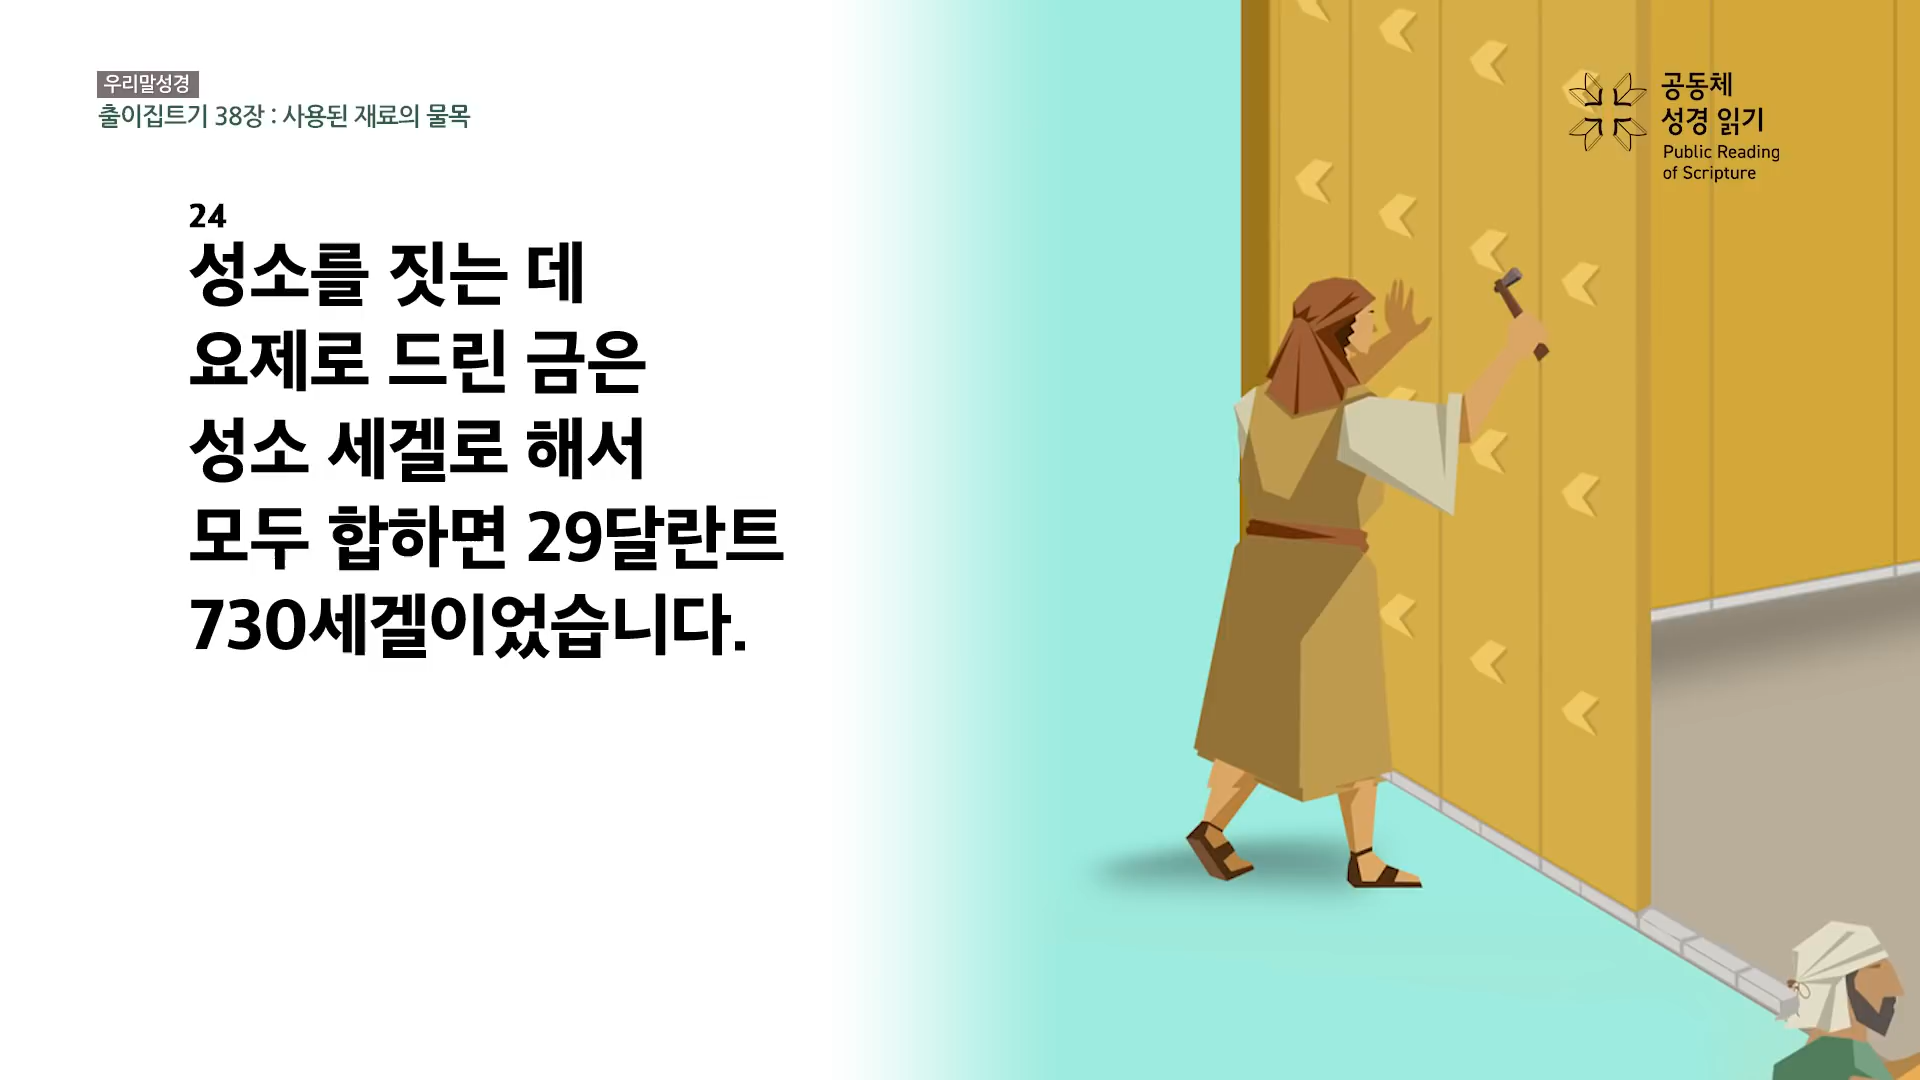 우리말성경
출이집트기 38장 : 사용된 재료의 물목
공동체
성경 읽기
Public Reading
of Scripture
24
성소를 짓는 데
요제로 드린 금은
성소 세겔로 해서
모두 합하면 29달란트
730세겔이었습니다.